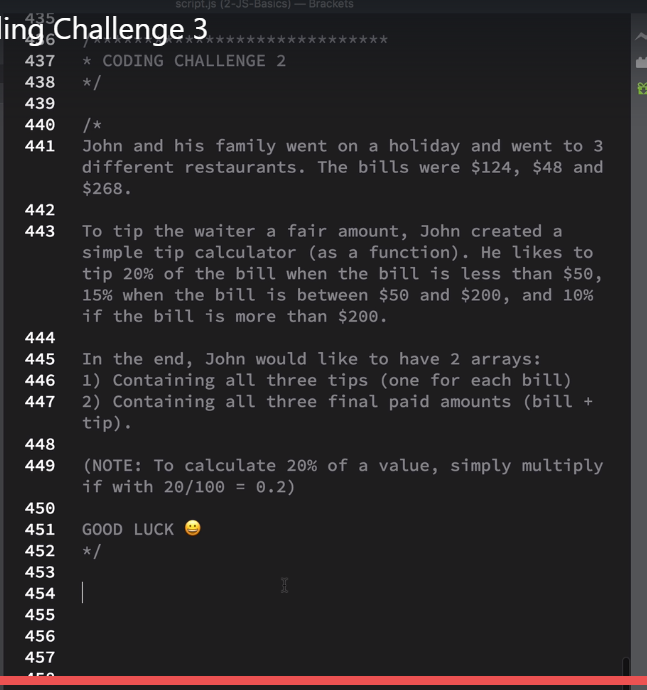 script.js (2-JS-Basics) — Brackets
ding Challenge 3
435
436 /*****************************
437 * CODING CHALLENGE 2
438 */
439
440 /*
441 John and his family went on a holiday and went to 3
different restaurants. The bills were $124, $48 and
$268.
442
443 To tip the waiter a fair amount, John created a
simple tip calculator (as a function). He likes to
tip 20% of the bill when the bill is less than $50,
15% when the bill is between $50 and $200, and 10%
if the bill is more than $200.
444
445 In the end, John would like to have 2 arrays:
446 1) Containing all three tips (one for each bill)
447 2) Containing all three final paid amounts (bill +
tip).
448
449 (NOTE: To calculate 20% of a value, simply multiply
if with 20/100 = 0.2)
450
451 GOOD LUCK 😀
452 */
453
454
455
456
457